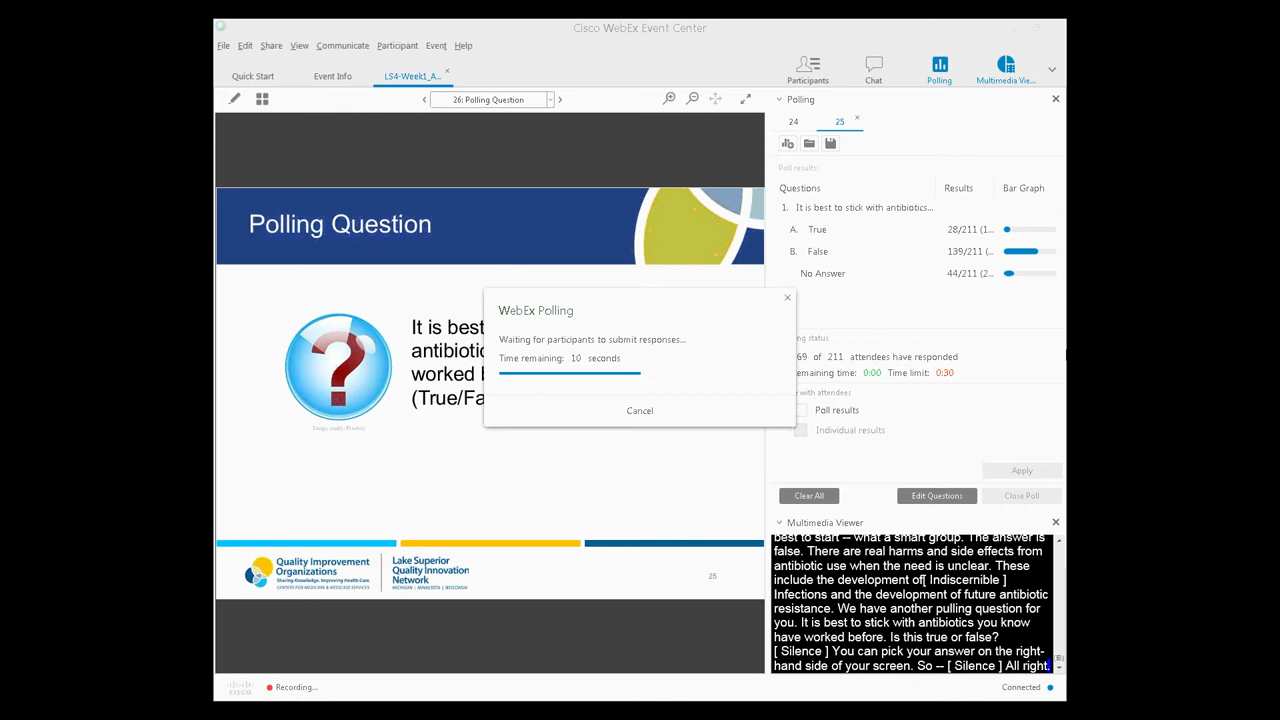 Cisco WebEx Event Center
File Edit Share View Communicate Participant Event Help
Quick Start Event Info LS4-Week1_A...
Participants Chat Polling Multimedia Vie...
26: Polling Question
Polling
24 25
Poll results:
Questions Results Bar Graph
1. It is best to stick with antibiotics...
A. True 28/211 (1...
B. False 139/211 (...
No Answer 44/211 (2...
Polling Question
It is best
antibiotic
worked b
(True/Fa
Image credit: Pixabay
WebEx Polling
Waiting for participants to submit responses...
Time remaining: 10 seconds
Cancel
ng status
69 of 211 attendees have responded
emaining time: 0:00 Time limit: 0:30
with attendees
Poll results
Individual results
Apply
Clear All Edit Questions Close Poll
Multimedia Viewer
best to start -- what a smart group. The answer is
false. There are real harms and side effects from
antibiotic use when the need is unclear. These
include the development of[ Indiscernible ]
Infections and the development of future antibiotic
resistance. We have another pulling question for
you. It is best to stick with antibiotics you know
have worked before. Is this true or false?
[ Silence ] You can pick your answer on the right-
hand side of your screen. So -- [ Silence ] All right.
Quality Improvement
Organizations
Sharing Knowledge. Improving Health Care.
CENTERS FOR MEDICARE & MEDICAID SERVICES
Lake Superior
Quality Innovation
Network
MICHIGAN | MINNESOTA | WISCONSIN
25
cisco
Recording...
Connected